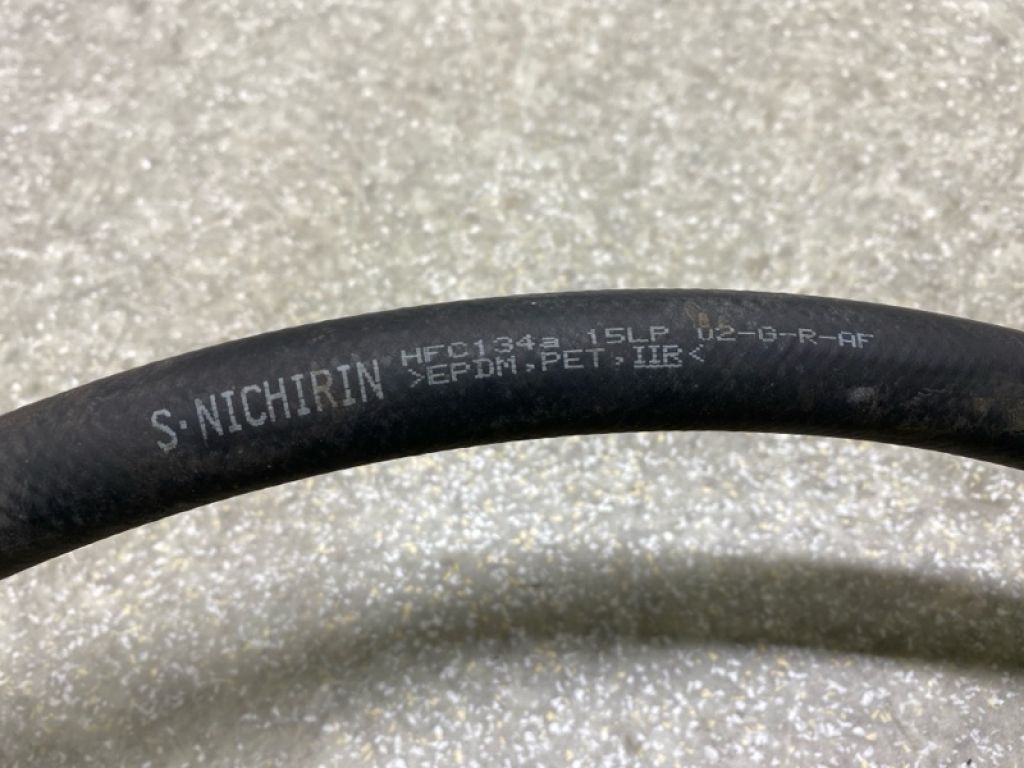 S·NICHIRIN
HFC134a 15LP 02-G-R-AF
>EPDM,PET,IIR<